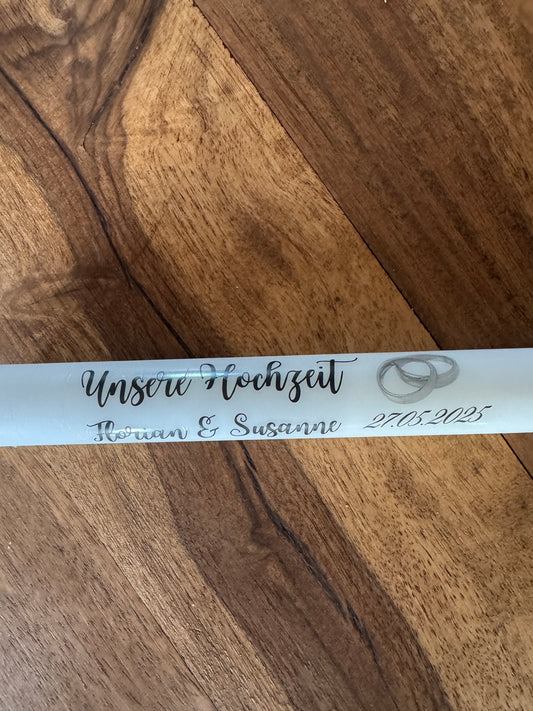 Unsere Hochzeit
Florian & Susanne
27.05.2025